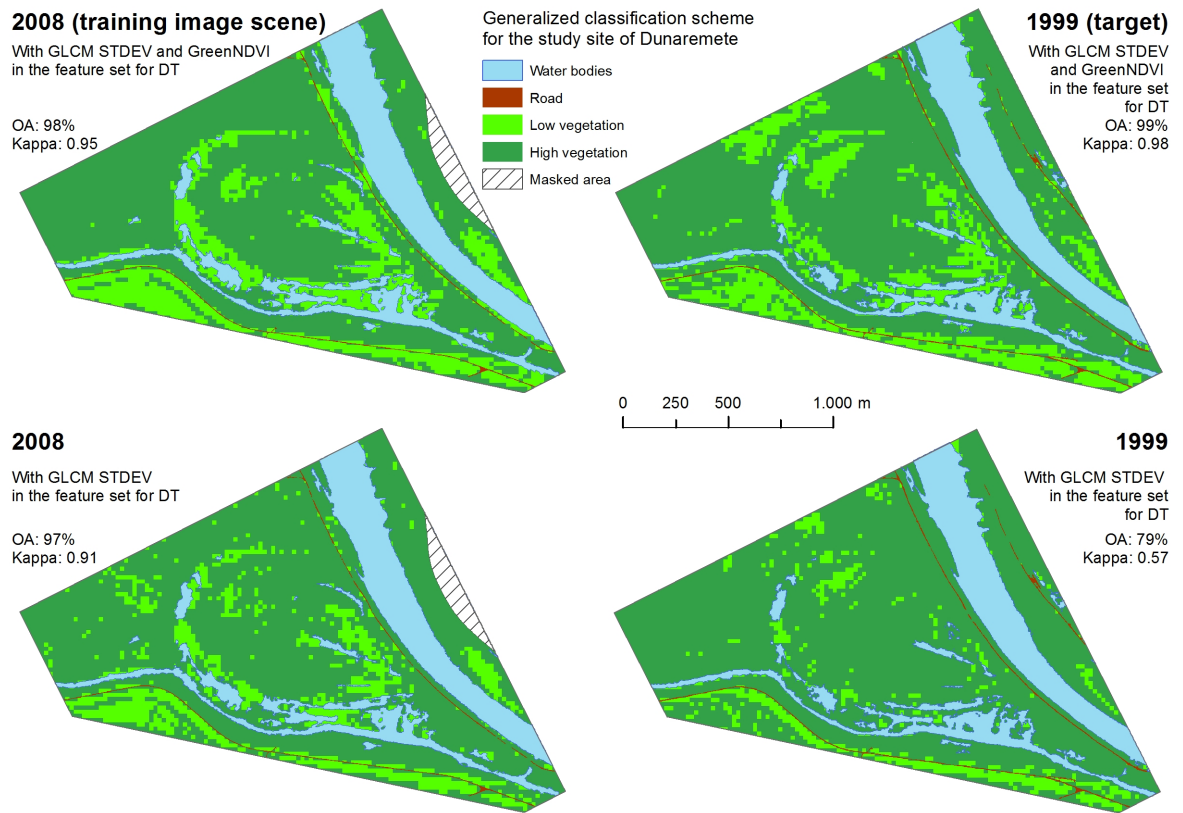 2008 (training image scene)
With GLCM STDEV and GreenNDVI
in the feature set for DT
OA: 98%
Kappa: 0.95
Generalized classification scheme
for the study site of Dunaremete
Water bodies
Road
Low vegetation
High vegetation
Masked area
1999 (target)
With GLCM STDEV
and GreenNDVI
in the feature set
for DT
OA: 99%
Kappa: 0.98
0 250 500 1.000 m
2008
With GLCM STDEV
in the feature set for DT
OA: 97%
Kappa: 0.91
1999
With GLCM STDEV
in the feature set
for DT
OA: 79%
Kappa: 0.57